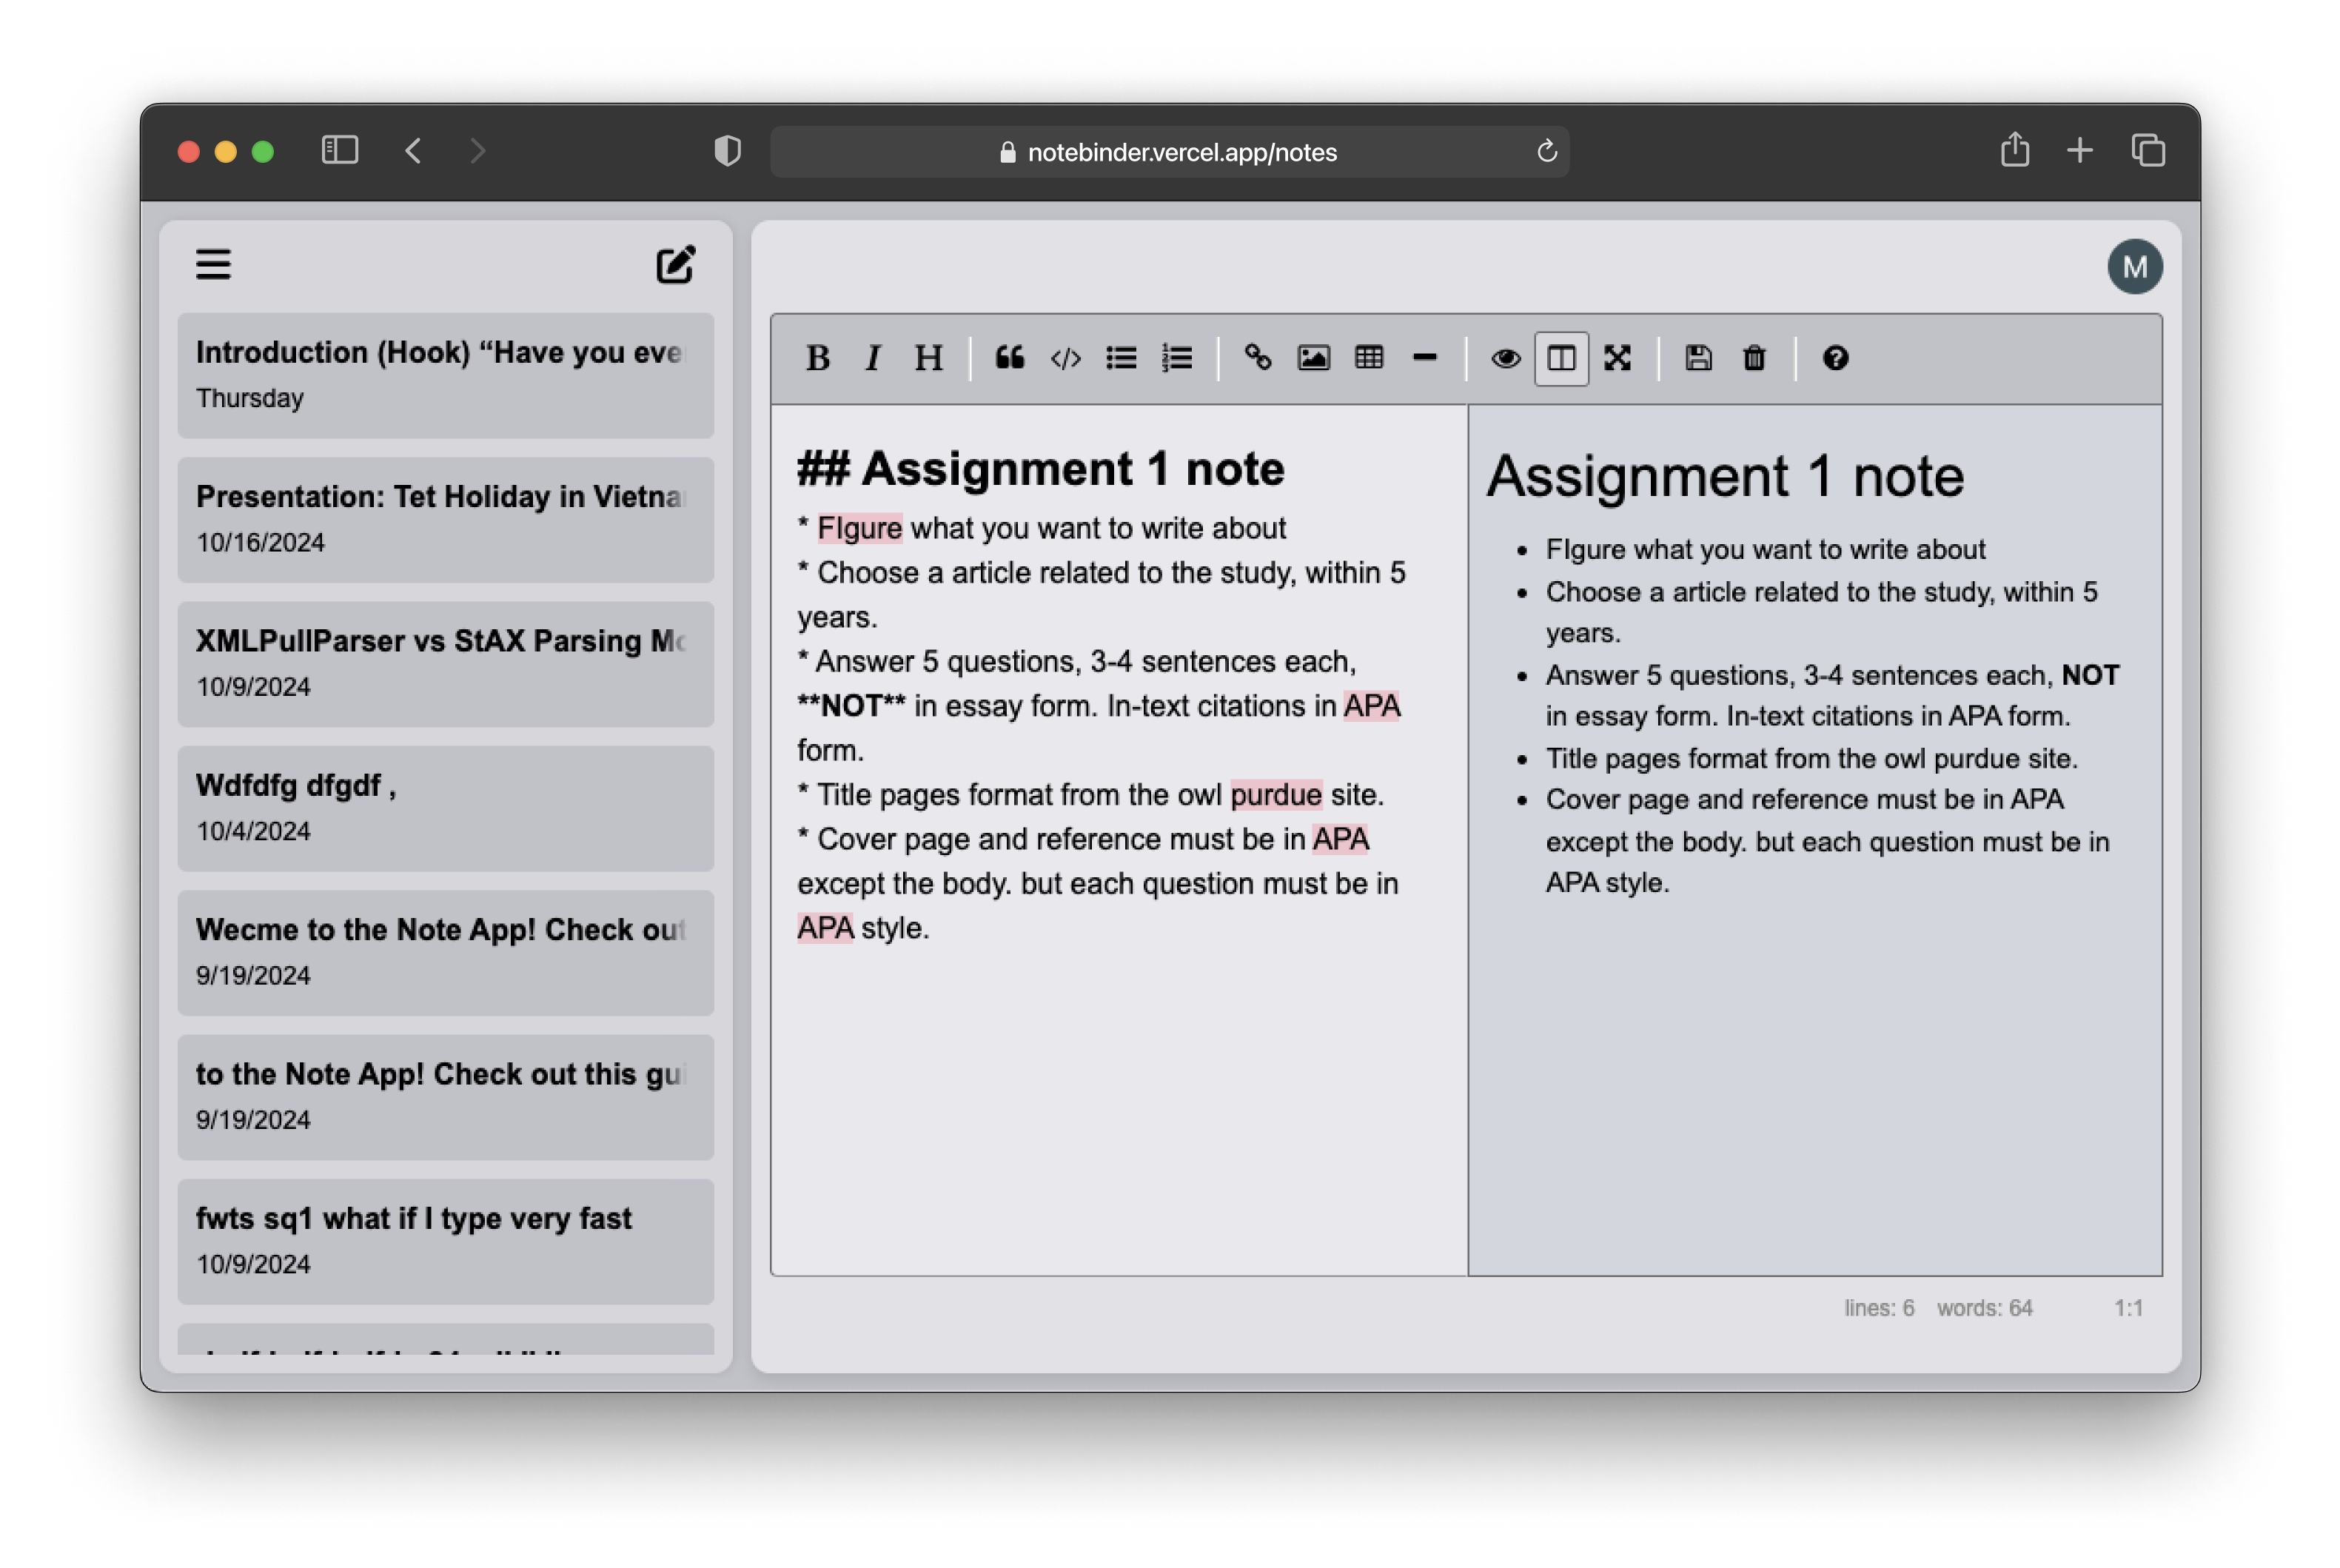 notebinder.vercel.app/notes
M
Introduction (Hook) “Have you eve
Thursday
Presentation: Tet Holiday in Vietna
10/16/2024
XMLPullParser vs StAX Parsing Mo
10/9/2024
Wdfdfg dfgdf ,
10/4/2024
Wecme to the Note App! Check out
9/19/2024
to the Note App! Check out this gui
9/19/2024
fwts sq1 what if I type very fast
10/9/2024
B I H
## Assignment 1 note
* FIgure what you want to write about
* Choose a article related to the study, within 5
years.
* Answer 5 questions, 3-4 sentences each,
**NOT** in essay form. In-text citations in APA
form.
* Title pages format from the owl purdue site.
* Cover page and reference must be in APA
except the body. but each question must be in
APA style.
Assignment 1 note
• FIgure what you want to write about
• Choose a article related to the study, within 5
years.
• Answer 5 questions, 3-4 sentences each, NOT
in essay form. In-text citations in APA form.
• Title pages format from the owl purdue site.
• Cover page and reference must be in APA
except the body. but each question must be in
APA style.
lines: 6 words: 64 1:1